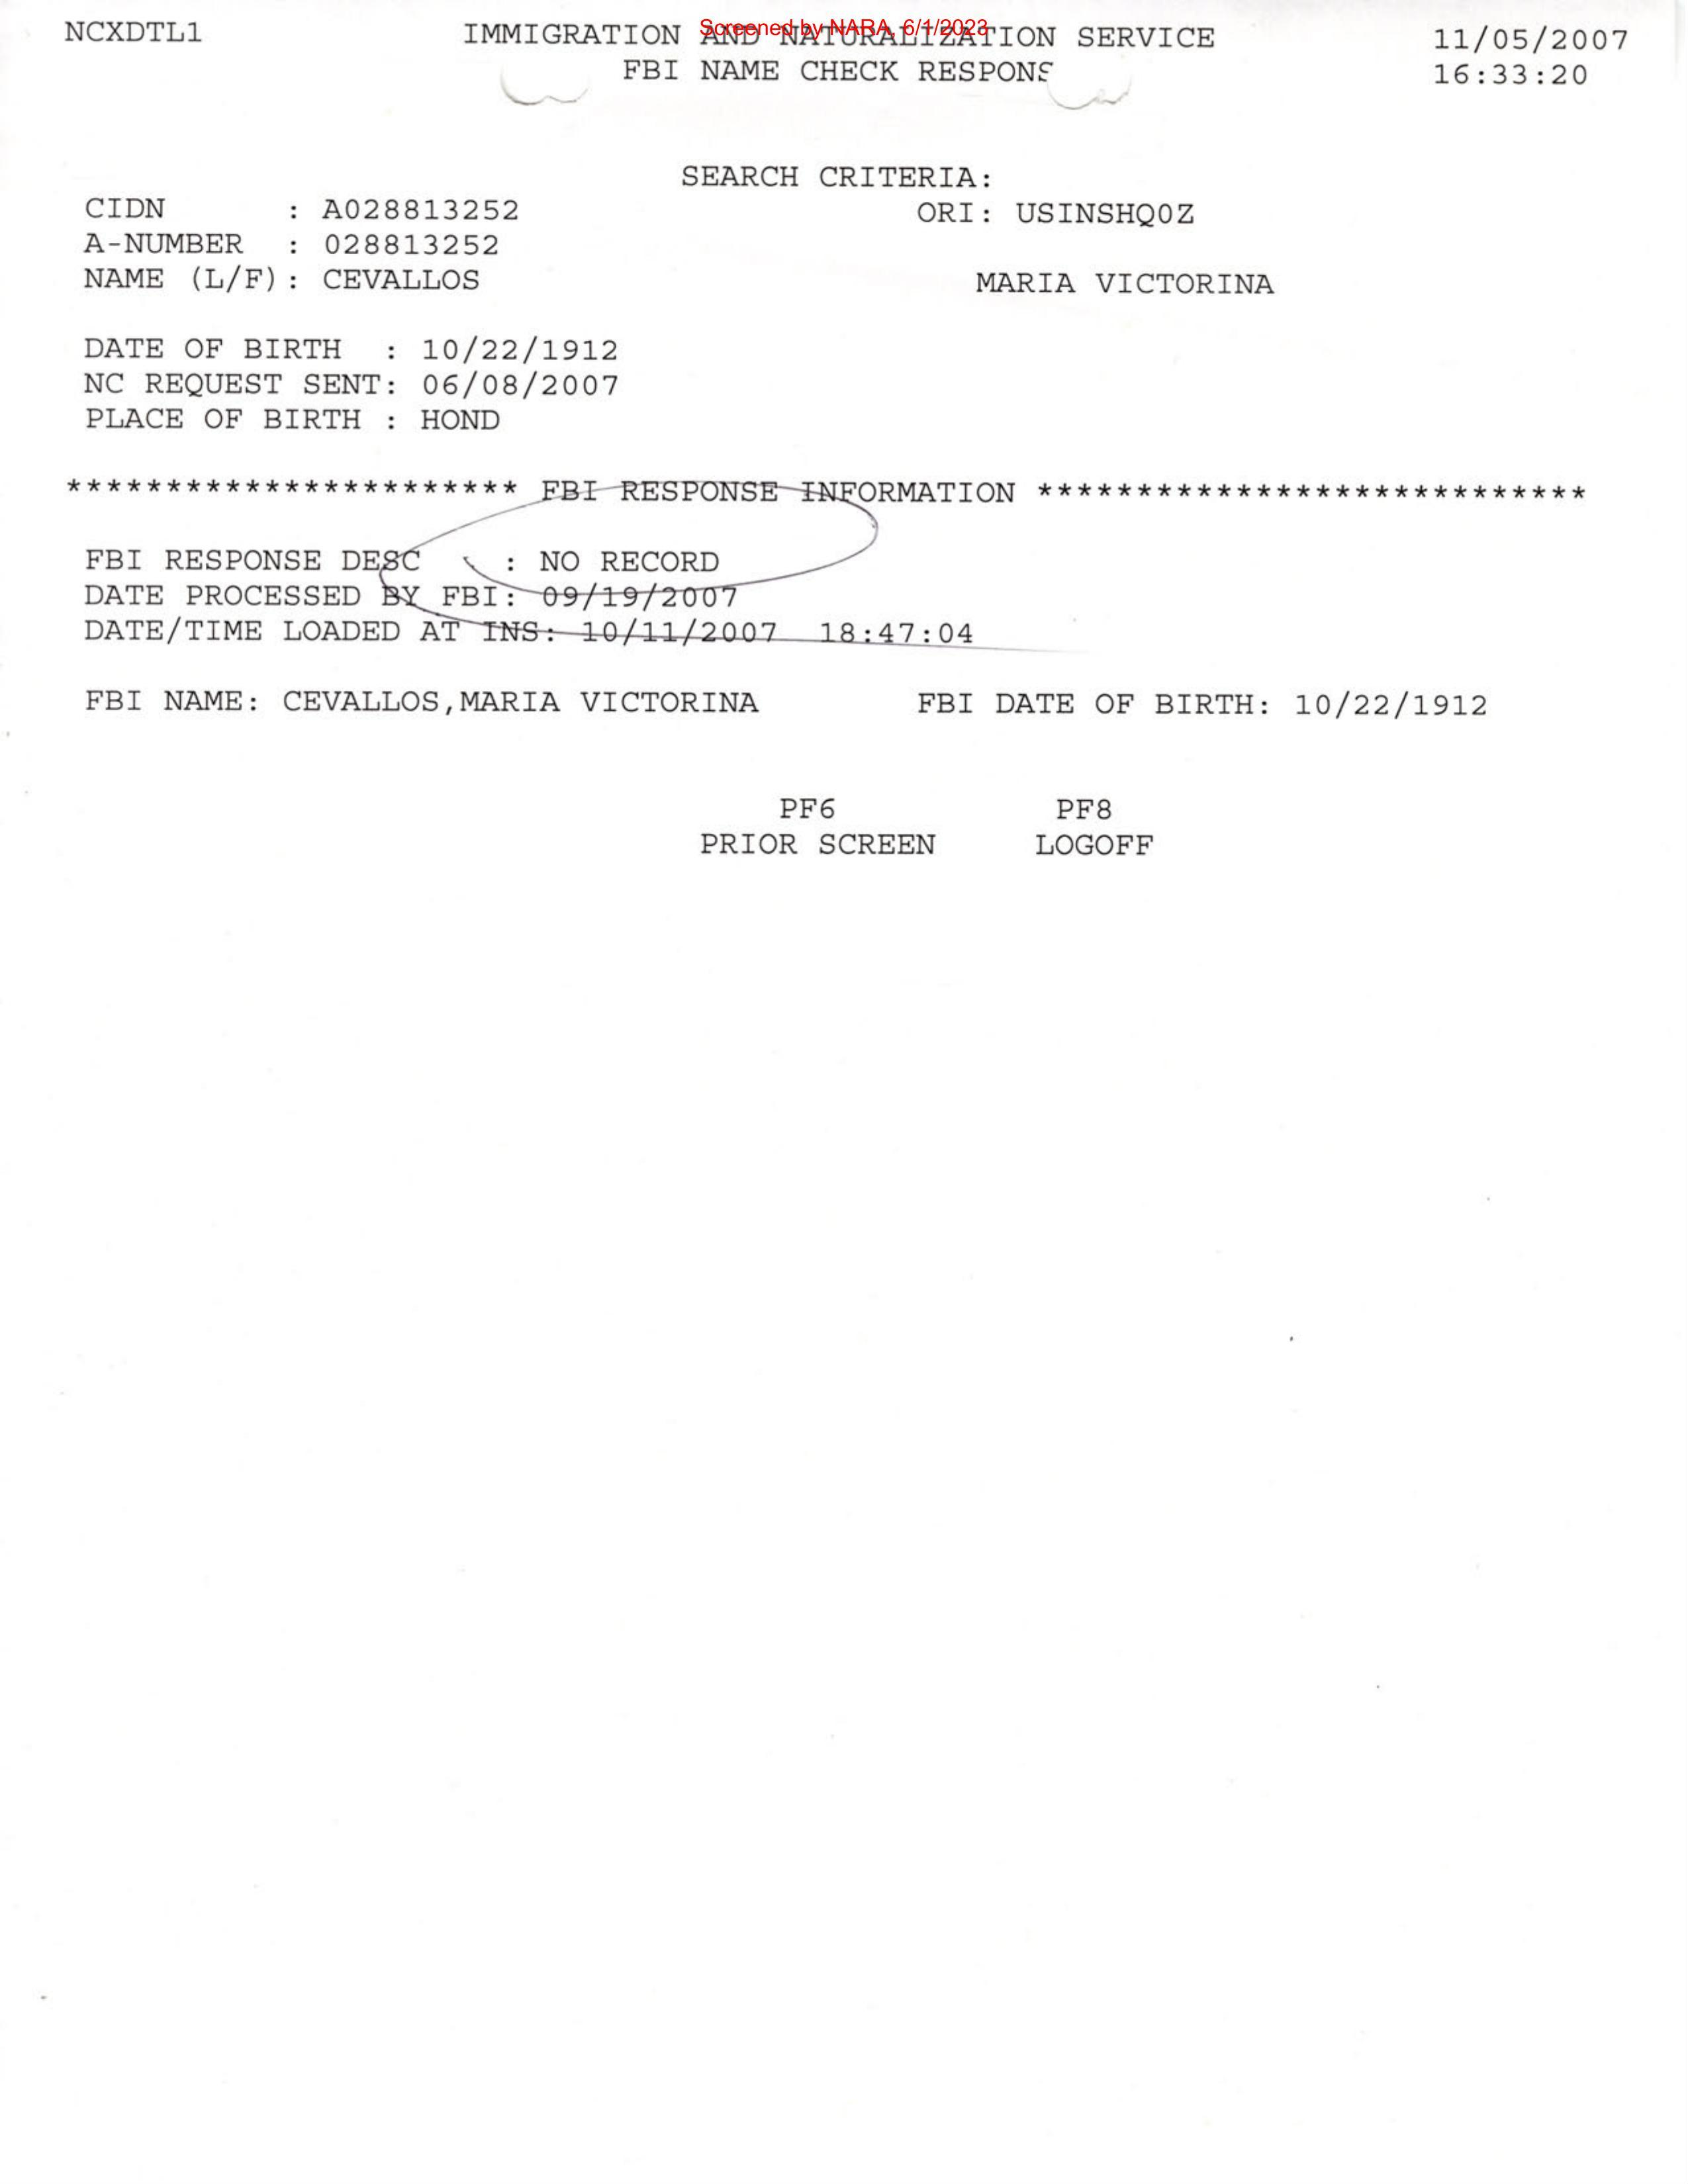 Screened by NARA, 6/1/2023
NCXDTL1 IMMIGRATION AND NATURALIZATION SERVICE 11/05/2007
FBI NAME CHECK RESPONS 16:33:20
SEARCH CRITERIA:
CIDN : A028813252 ORI: USINSHQ0Z
A-NUMBER : 028813252
NAME (L/F): CEVALLOS MARIA VICTORINA
DATE OF BIRTH : 10/22/1912
NC REQUEST SENT: 06/08/2007
PLACE OF BIRTH : HOND
*********************** FBI RESPONSE INFORMATION ****************************
FBI RESPONSE DESC : NO RECORD
DATE PROCESSED BY FBI: 09/19/2007
DATE/TIME LOADED AT INS: 10/11/2007 18:47:04
FBI NAME: CEVALLOS,MARIA VICTORINA FBI DATE OF BIRTH: 10/22/1912
PF6 PF8
PRIOR SCREEN LOGOFF